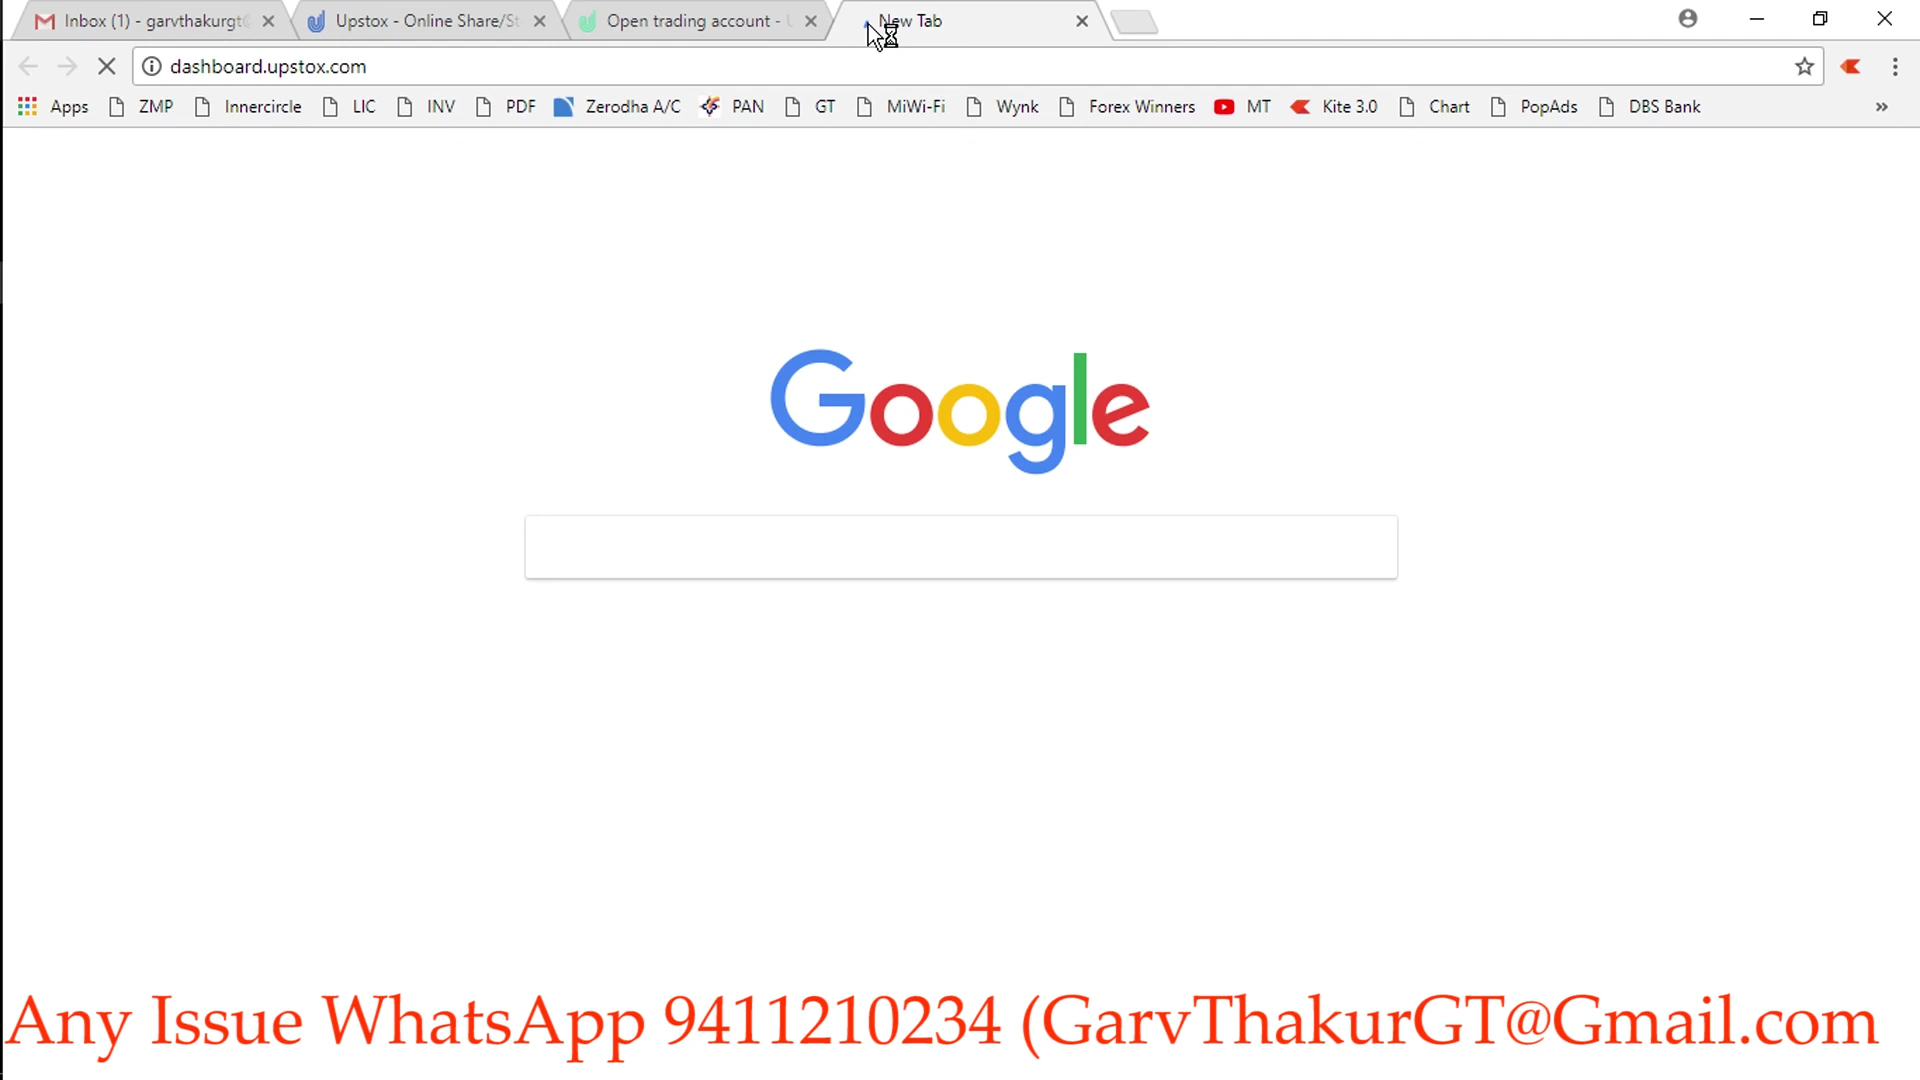 Inbox (1) - garvthakurgt@
Upstox - Online Share/St
Open trading account - U
New Tab
dashboard.upstox.com
Apps ZMP Innercircle LIC INV PDF Zerodha A/C PAN GT MiWi-Fi Wynk Forex Winners MT Kite 3.0 Chart PopAds DBS Bank »
Google
Any Issue WhatsApp 9411210234 (GarvThakurGT@Gmail.com